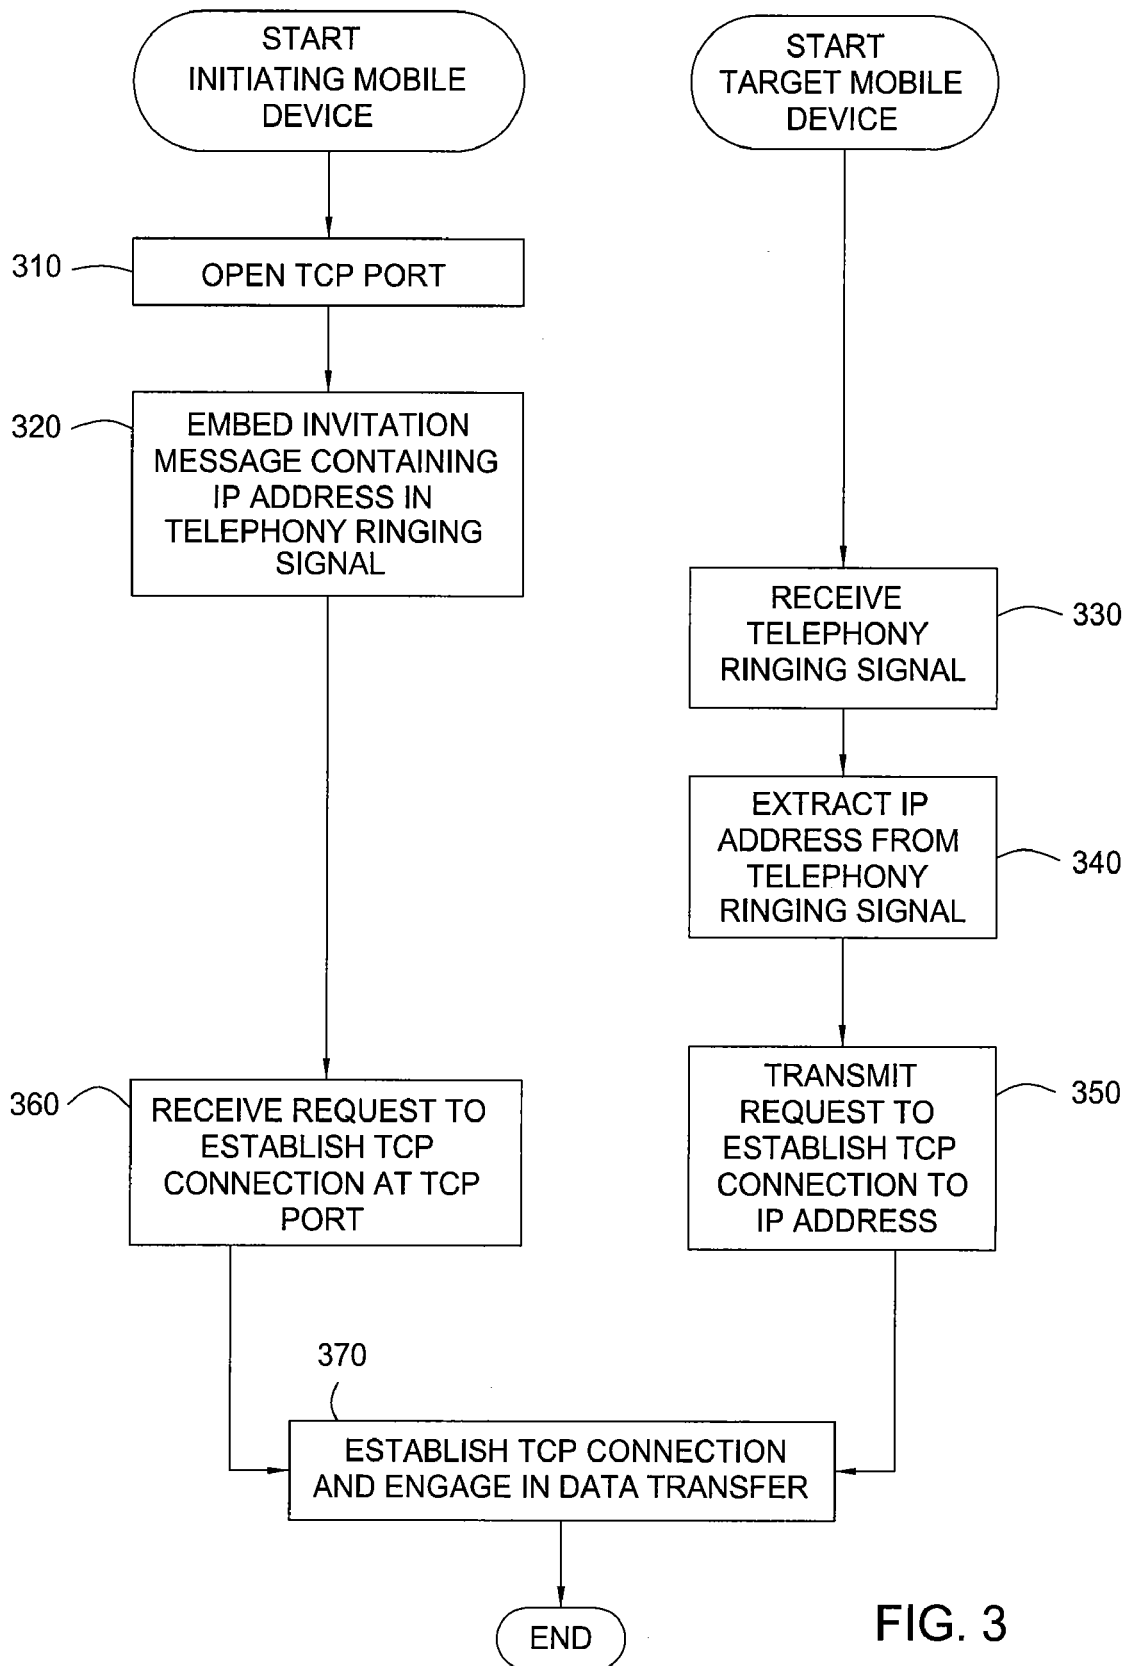 START
INITIATING MOBILE
DEVICE
START
TARGET MOBILE
DEVICE
310
OPEN TCP PORT
320
EMBED INVITATION
MESSAGE CONTAINING
IP ADDRESS IN
TELEPHONY RINGING
SIGNAL
RECEIVE
TELEPHONY
RINGING SIGNAL
330
EXTRACT IP
ADDRESS FROM
TELEPHONY
RINGING SIGNAL
340
360
RECEIVE REQUEST TO
ESTABLISH TCP
CONNECTION AT TCP
PORT
TRANSMIT
REQUEST TO
ESTABLISH TCP
CONNECTION TO
IP ADDRESS
350
370
ESTABLISH TCP CONNECTION
AND ENGAGE IN DATA TRANSFER
END
FIG. 3